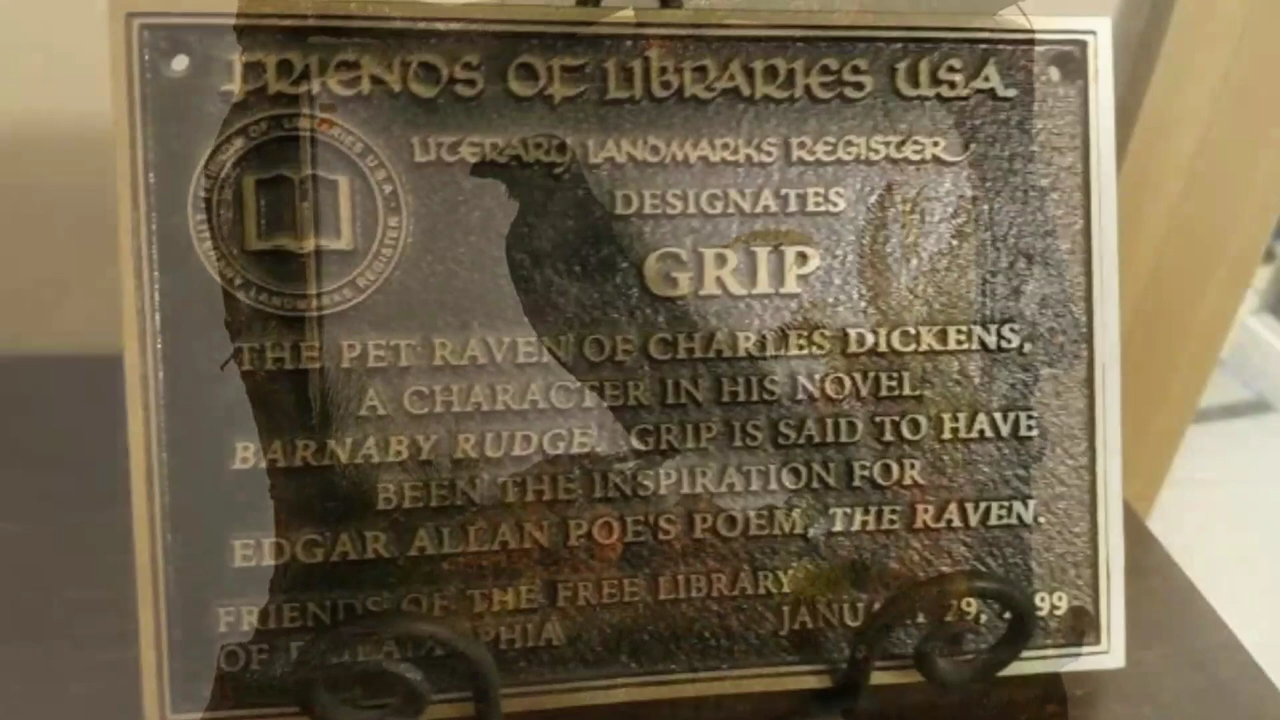 FRIENDS OF LIBRARIES USA
LITERARY LANDMARKS REGISTER
DESIGNATES
GRIP
THE PET RAVEN OF CHARLES DICKENS,
A CHARACTER IN HIS NOVEL
BARNABY RUDGE. GRIP IS SAID TO HAVE
BEEN THE INSPIRATION FOR
EDGAR ALLAN POE'S POEM, THE RAVEN.
FRIENDS OF THE FREE LIBRARY
OF
29,